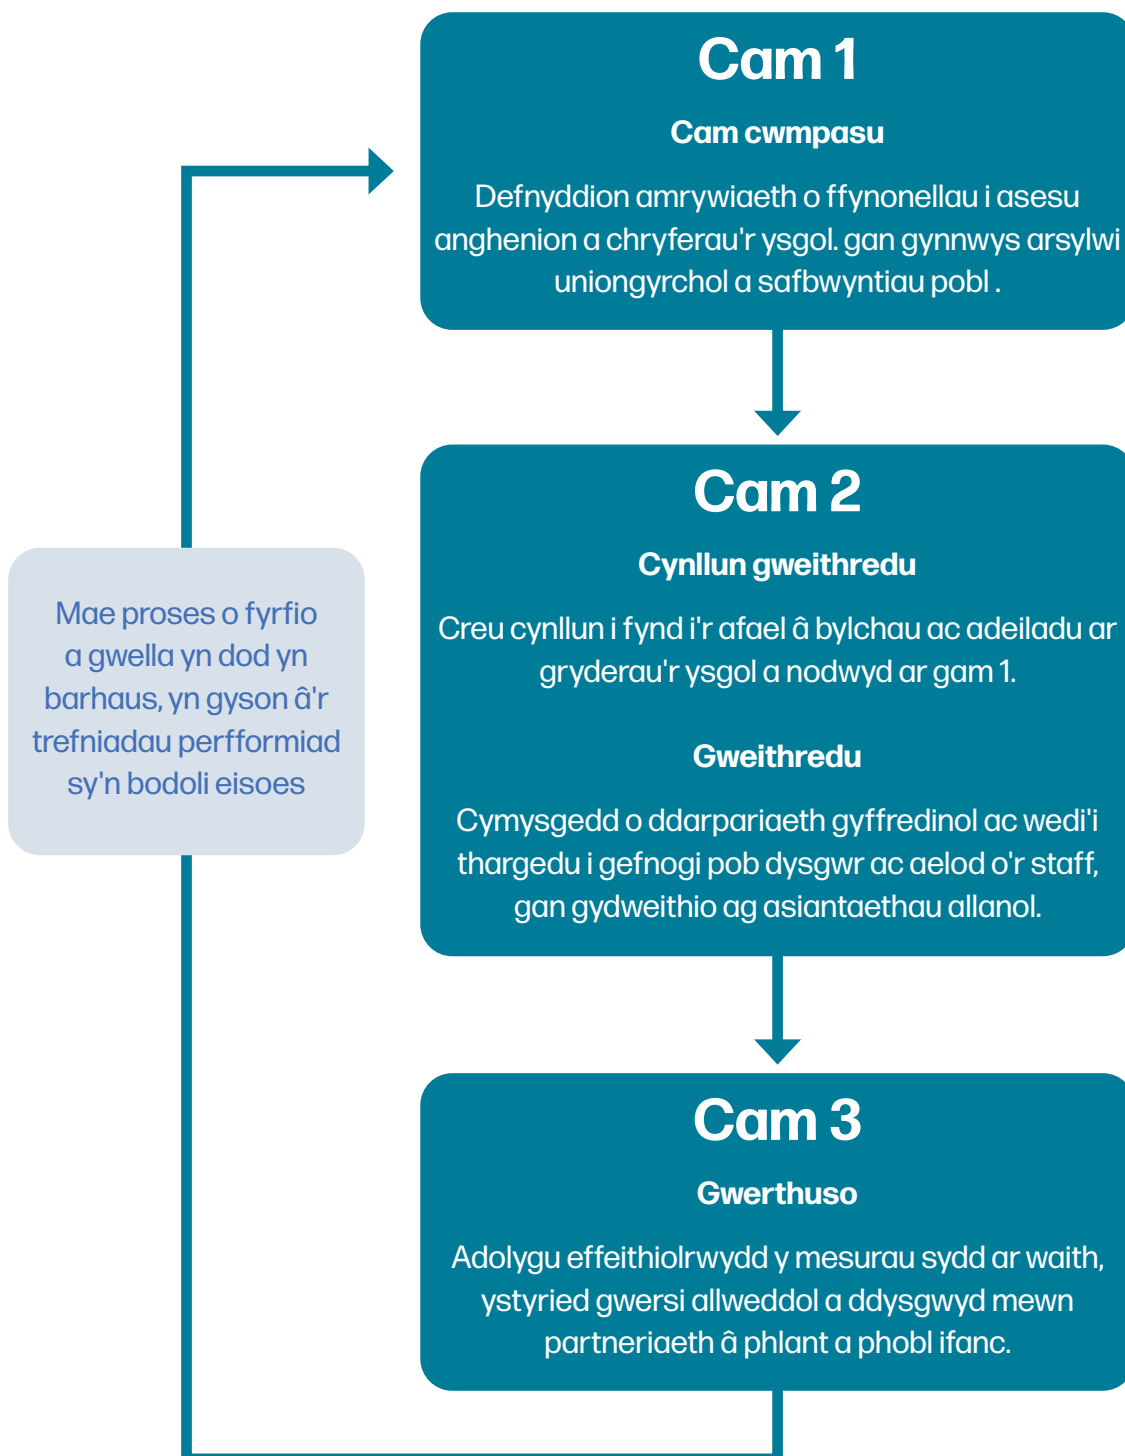 Cam 1
Cam cwmpasu
Defnyddion amrywiaeth o ffynonellau i asesu
anghenion a chryferau'r ysgol. gan gynnwys arsylwi
uniongyrchol a safbwyntiau pobl .
Cam 2
Cynllun gweithredu
Creu cynllun i fynd i'r afael â bylchau ac adeiladu ar
gryderau'r ysgol a nodwyd ar gam 1.
Gweithredu
Cymysgedd o ddarpariaeth gyffredinol ac wedi'i
thargedu i gefnogi pob dysgwr ac aelod o'r staff,
gan gydweithio ag asiantaethau allanol.
Mae proses o fyrfio
a gwella yn dod yn
barhaus, yn gyson â'r
trefniadau perfformiad
sy'n bodoli eisoes
Cam 3
Gwerthuso
Adolygu effeithiolrwydd y mesurau sydd ar waith,
ystyried gwersi allweddol a ddysgwyd mewn
partneriaeth â phlant a phobl ifanc.